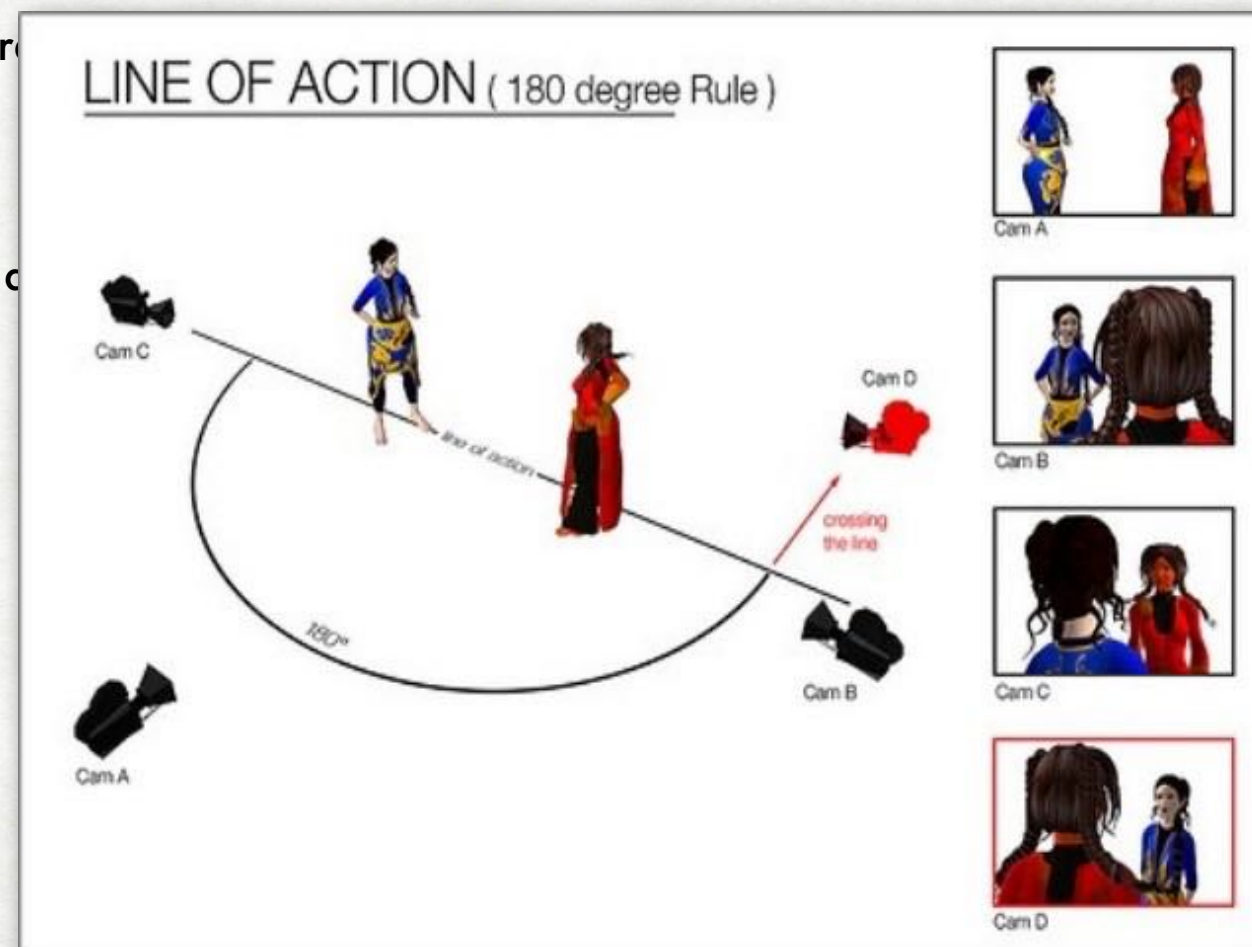 LINE OF ACTION ( 180 degree Rule )
Cam A
Cam C
Cam D
line of action
Cam B
crossing
the line
180º
Cam B
Cam A
Cam C
Cam D